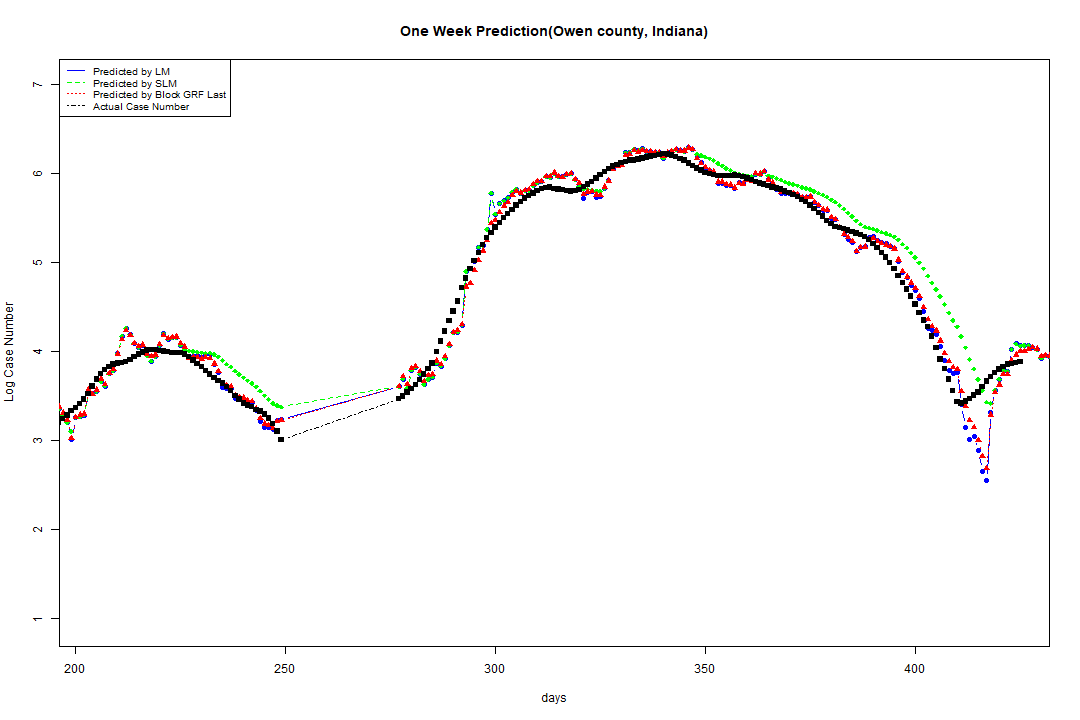 One Week Prediction(Owen county, Indiana)
Predicted by LM
Predicted by SLM
Predicted by Block GRF Last
Actual Case Number
7
6
5
4
3
2
1
Log Case Number
200 250 300 350 400
days